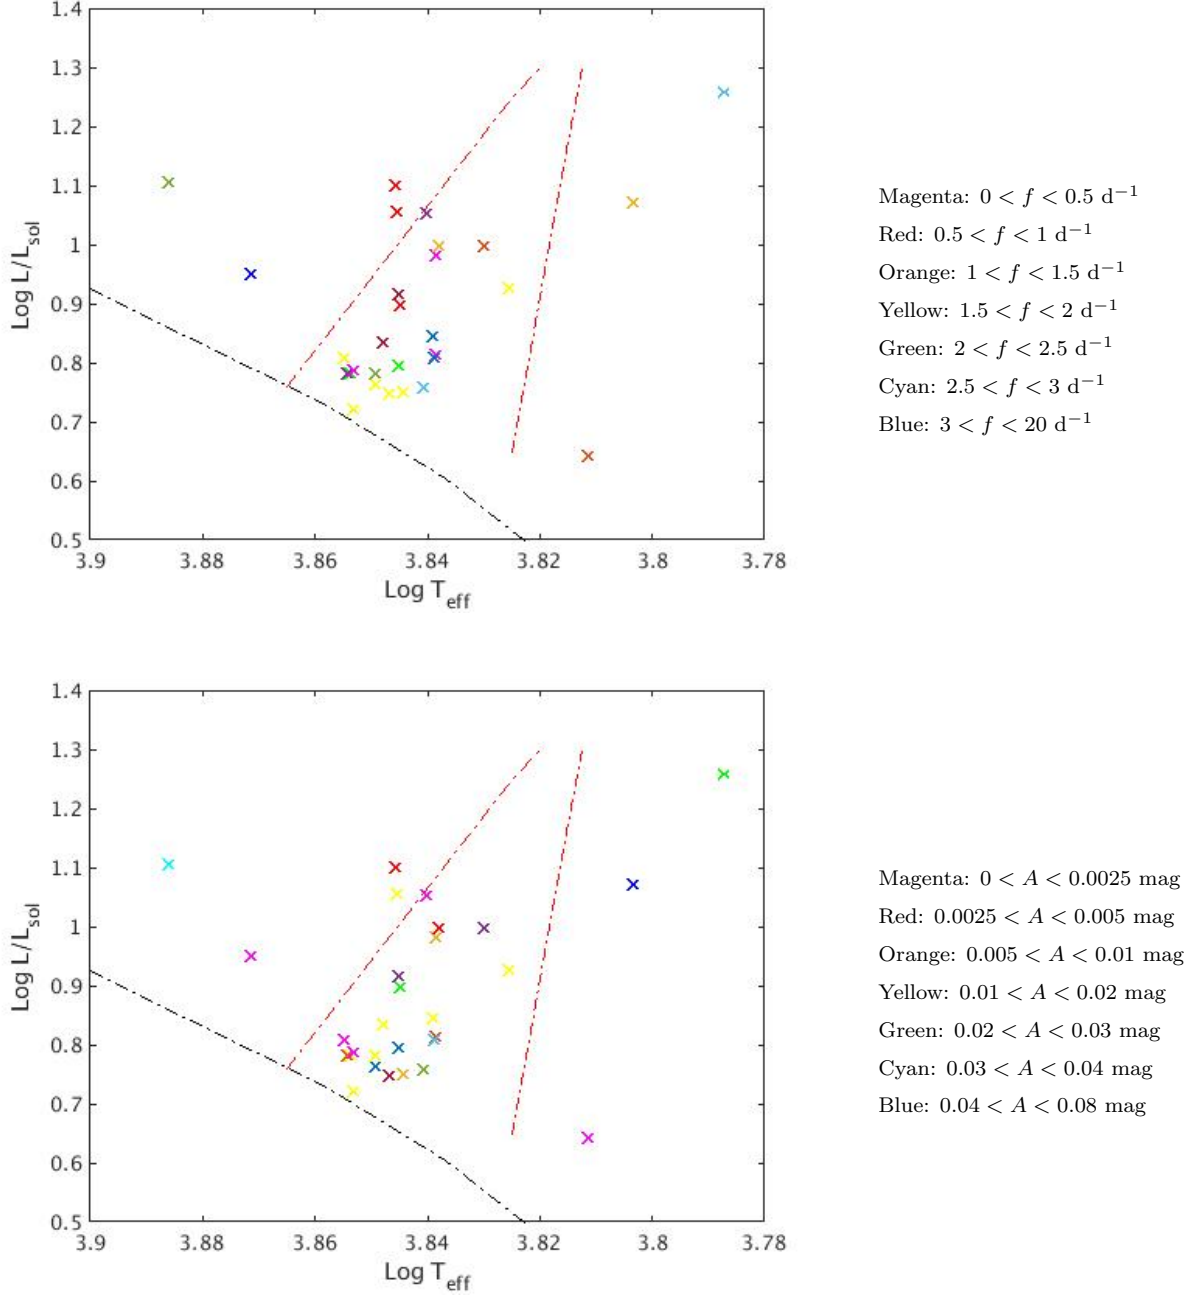 1.4
1.3
1.2
1.1
1
0.9
0.8
0.7
0.6
0.5
Log L/L_sol
3.9 3.88 3.86 3.84 3.82 3.8 3.78
Log T_eff
Magenta: 0 < f < 0.5 d⁻¹
Red: 0.5 < f < 1 d⁻¹
Orange: 1 < f < 1.5 d⁻¹
Yellow: 1.5 < f < 2 d⁻¹
Green: 2 < f < 2.5 d⁻¹
Cyan: 2.5 < f < 3 d⁻¹
Blue: 3 < f < 20 d⁻¹
1.4
1.3
1.2
1.1
1
0.9
0.8
0.7
0.6
0.5
Log L/L_sol
3.9 3.88 3.86 3.84 3.82 3.8 3.78
Log T_eff
Magenta: 0 < A < 0.0025 mag
Red: 0.0025 < A < 0.005 mag
Orange: 0.005 < A < 0.01 mag
Yellow: 0.01 < A < 0.02 mag
Green: 0.02 < A < 0.03 mag
Cyan: 0.03 < A < 0.04 mag
Blue: 0.04 < A < 0.08 mag